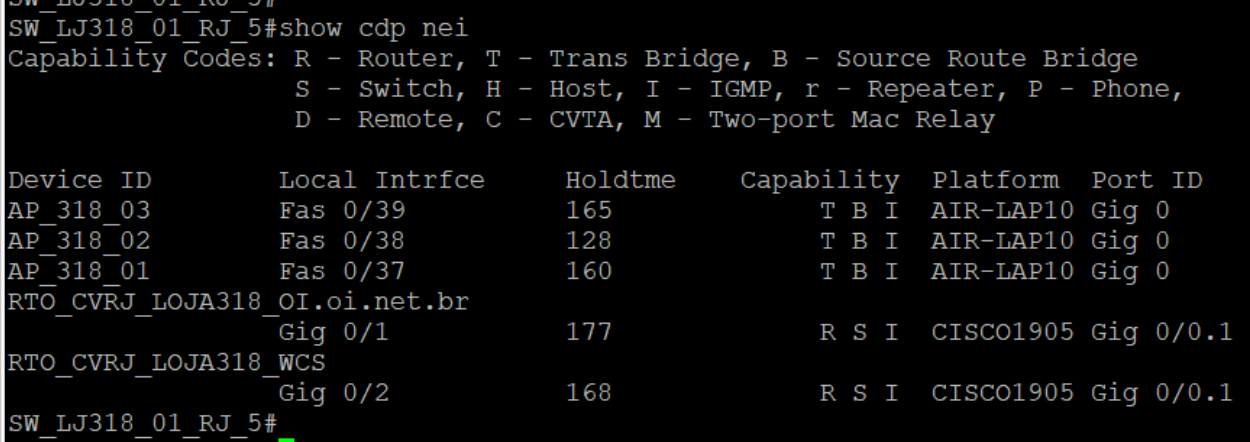 SW_LJ318_01_RJ_5#
SW_LJ318_01_RJ_5#show cdp nei
Capability Codes: R - Router, T - Trans Bridge, B - Source Route Bridge
                  S - Switch, H - Host, I - IGMP, r - Repeater, P - Phone,
                  D - Remote, C - CVTA, M - Two-port Mac Relay

Device ID        Local Intrfce     Holdtme    Capability  Platform  Port ID
AP_318_03        Fas 0/39          165             T B I  AIR-LAP10 Gig 0
AP_318_02        Fas 0/38          128             T B I  AIR-LAP10 Gig 0
AP_318_01        Fas 0/37          160             T B I  AIR-LAP10 Gig 0
RTO_CVRJ_LOJA318_OI.oi.net.br
                 Gig 0/1           177             R S I  CISCO1905 Gig 0/0.1
RTO_CVRJ_LOJA318_WCS
                 Gig 0/2           168             R S I  CISCO1905 Gig 0/0.1
SW_LJ318_01_RJ_5#